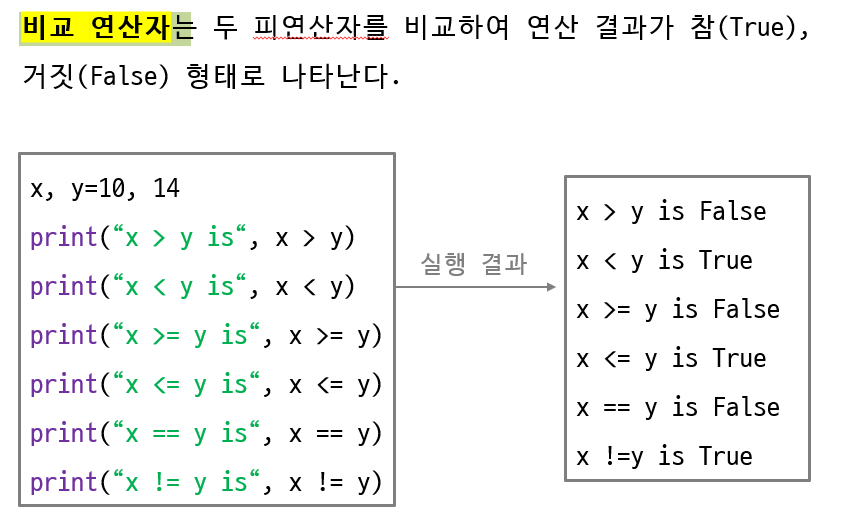 비교 연산자는 두 피연산자를 비교하여 연산 결과가 참(True),
거짓(False) 형태로 나타난다.
x, y=10, 14
print(“x > y is“, x > y)
print(“x < y is“, x < y)
print(“x >= y is“, x >= y)
print(“x <= y is“, x <= y)
print(“x == y is“, x == y)
print(“x != y is“, x != y)
실행 결과
x > y is False
x < y is True
x >= y is False
x <= y is True
x == y is False
x !=y is True